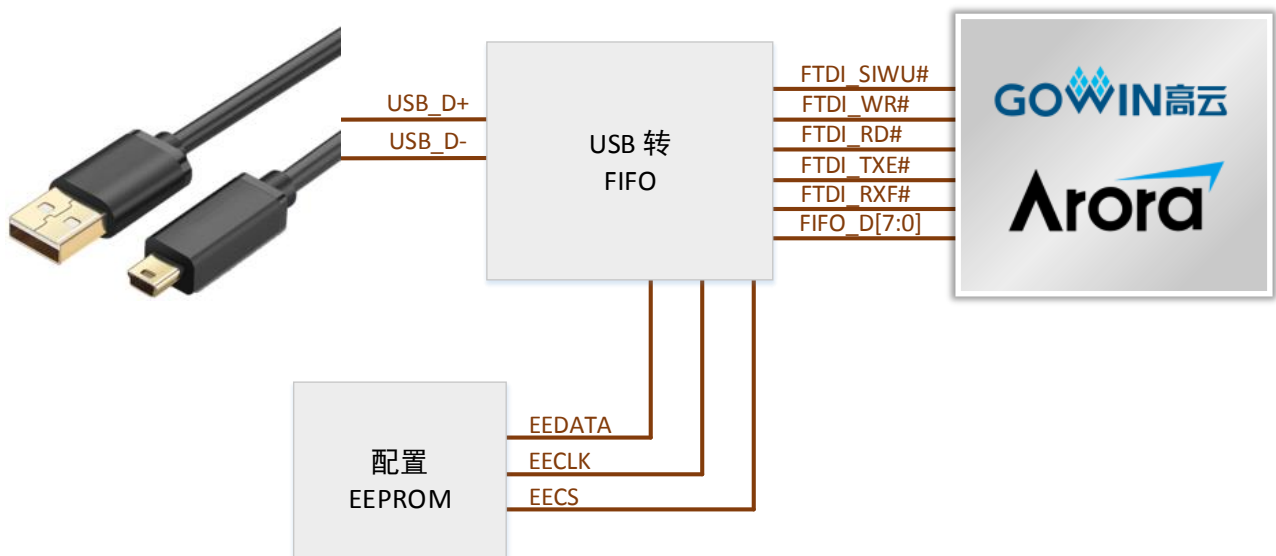 USB_D+
USB_D-
USB 转
FIFO
FTDI_SIWU#
FTDI_WR#
FTDI_RD#
FTDI_TXE#
FTDI_RXF#
FIFO_D[7:0]
GOWIN高云
Arora
配置
EEPROM
EEDATA
EECLK
EECS